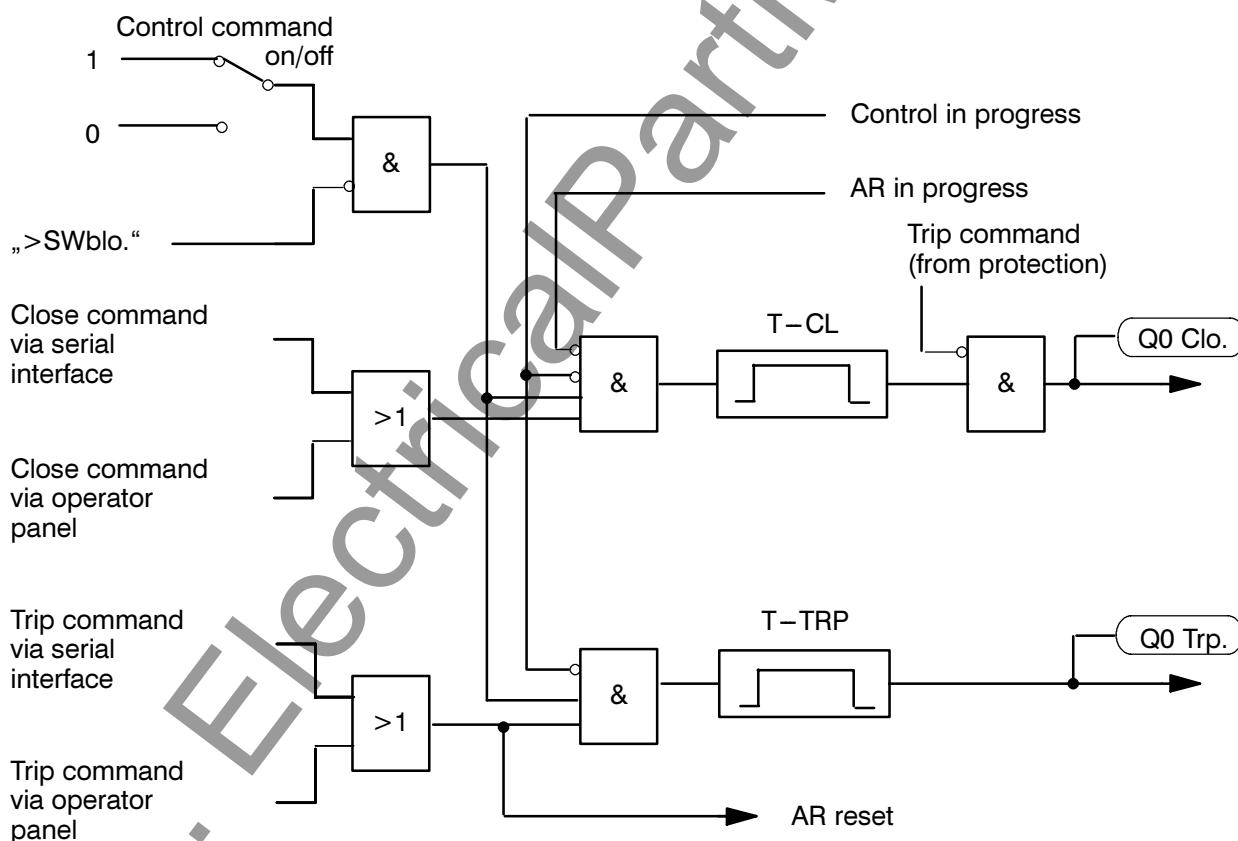 Control command
on/off
1
0
&
„>SWblo.“
Control in progress
AR in progress
Trip command
(from protection)
Close command
via serial
interface
>1
Close command
via operator
panel
&
T–CL
&
Q0 Clo.
Trip command
via serial
interface
>1
Trip command
via operator
panel
&
T–TRP
Q0 Trp.
AR reset
. ElectricalPartM